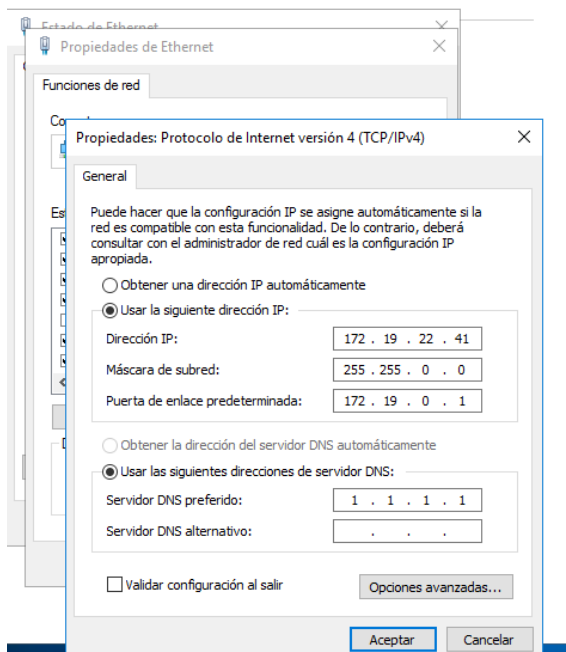 Estado de Ethernet
Propiedades de Ethernet
Funciones de red
Propiedades: Protocolo de Internet versión 4 (TCP/IPv4)
General
Puede hacer que la configuración IP se asigne automáticamente si la
red es compatible con esta funcionalidad. De lo contrario, deberá
consultar con el administrador de red cuál es la configuración IP
apropiada.
Obtener una dirección IP automáticamente
Usar la siguiente dirección IP:
Dirección IP: 172 . 19 . 22 . 41
Máscara de subred: 255 . 255 . 0 . 0
Puerta de enlace predeterminada: 172 . 19 . 0 . 1
Obtener la dirección del servidor DNS automáticamente
Usar las siguientes direcciones de servidor DNS:
Servidor DNS preferido: 1 . 1 . 1 . 1
Servidor DNS alternativo: . . .
Validar configuración al salir
Opciones avanzadas...
Aceptar Cancelar